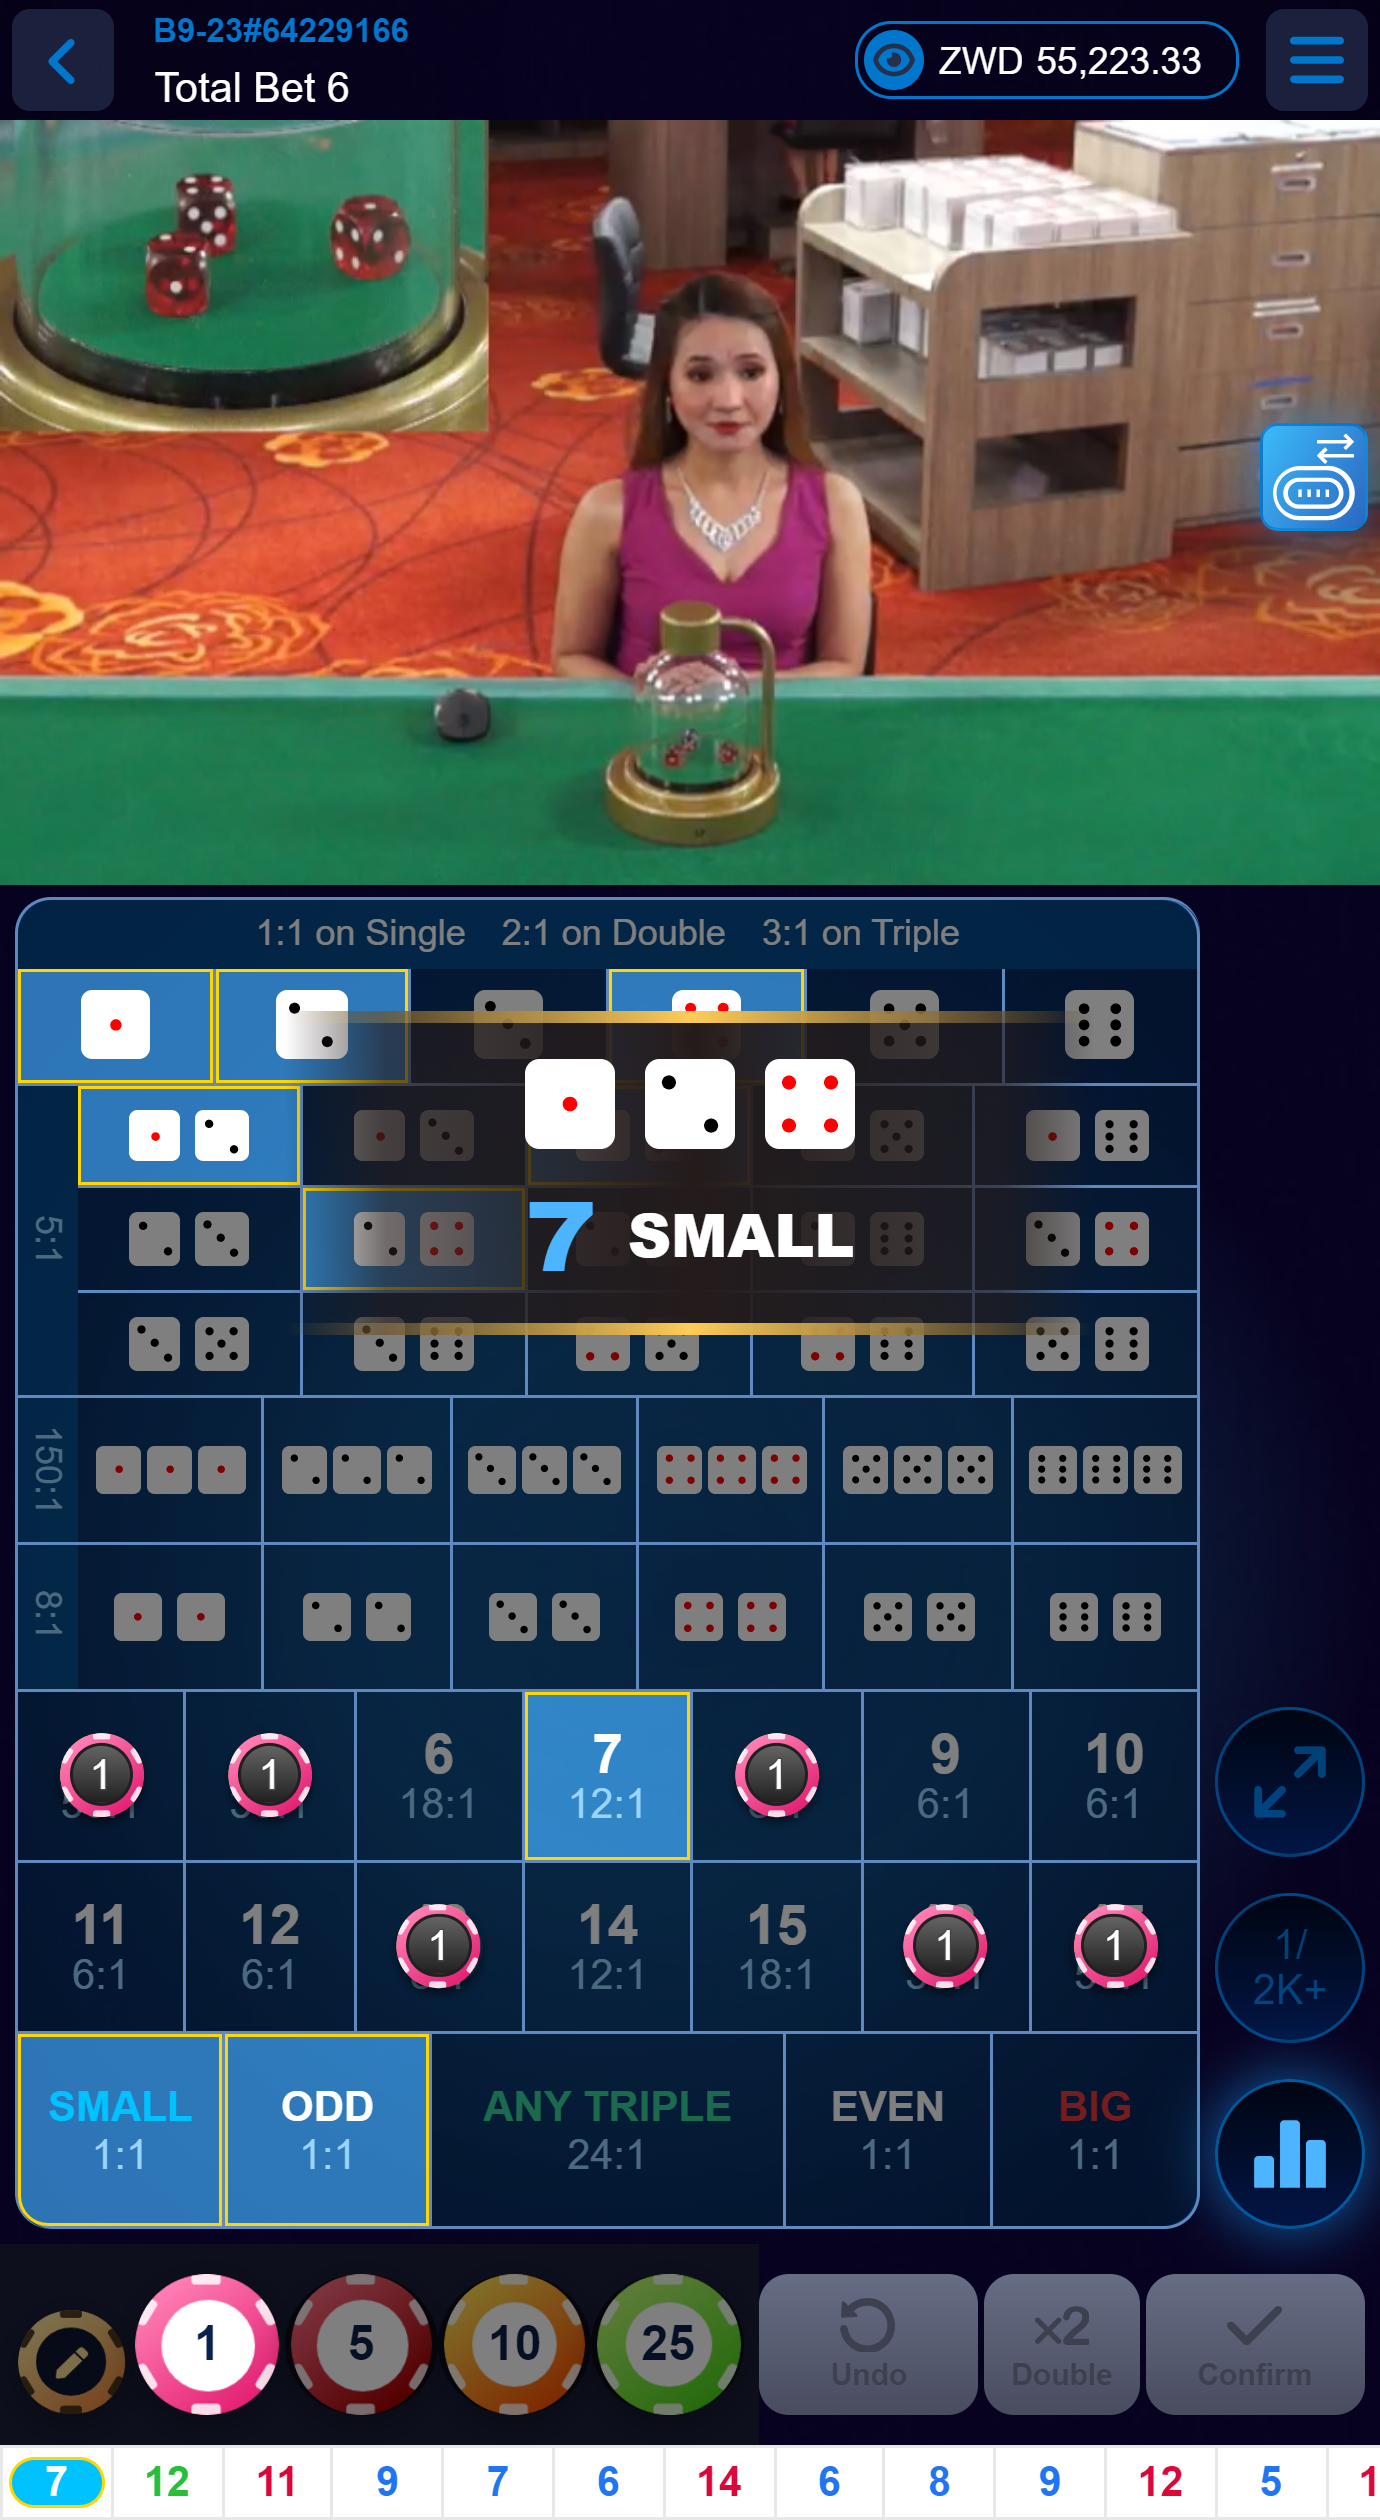 B9-23#64229166
Total Bet 6
ZWD 55,223.33
1:1 on Single 2:1 on Double 3:1 on Triple
7 SMALL
5:1
150:1
8:1
1 1 6 7 1 9 10
18:1 12:1 6:1 6:1
11 12 1 14 15 1 1
6:1 6:1 12:1 18:1
1/
2K+
SMALL ODD ANY TRIPLE EVEN BIG
1:1 1:1 24:1 1:1 1:1
1 5 10 25
x2
Undo Double Confirm
7 12 11 9 7 6 14 6 8 9 12 5